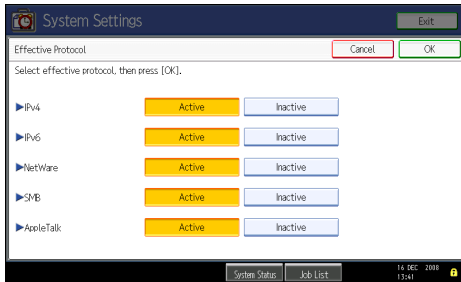 System Settings
Exit
Effective Protocol
Cancel
OK
Select effective protocol, then press [OK].
►IPv4
Active
Inactive
►IPv6
Active
Inactive
►NetWare
Active
Inactive
►SMB
Active
Inactive
►AppleTalk
Active
Inactive
System Status
Job List
16 DEC 2008
13:41